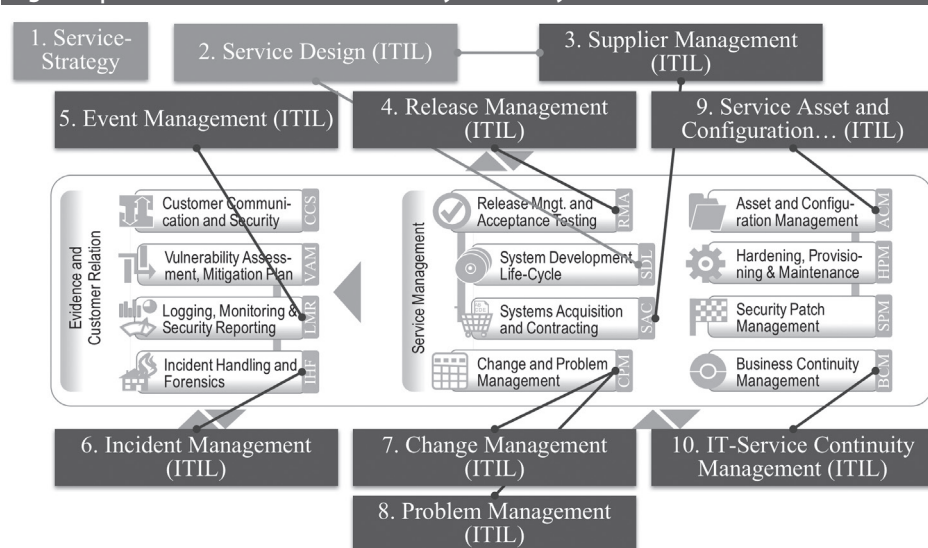 1. Service-
Strategy
2. Service Design (ITIL)
3. Supplier Management
(ITIL)
5. Event Management (ITIL)
4. Release Management
(ITIL)
9. Service Asset and
Configuration... (ITIL)
Evidence and
Customer Relation
Customer Communi-
cation and Security
CCS
Vulnerability Assess-
ment, Mitigation Plan
VAM
Logging, Monitoring &
Security Reporting
LMR
Incident Handling and
Forensics
IHF
Service Management
Release Mngt. and
Acceptance Testing
RMA
System Development
Life-Cycle
SDL
Systems Acquisition
and Contracting
SAC
Change and Problem
Management
CPM
Asset and Configu-
ration Management
ACM
Hardening, Provisio-
ning & Maintenance
HPM
Security Patch
Management
SPM
Business Continuity
Management
BCM
6. Incident Management
(ITIL)
7. Change Management
(ITIL)
10. IT-Service Continuity
Management (ITIL)
8. Problem Management
(ITIL)